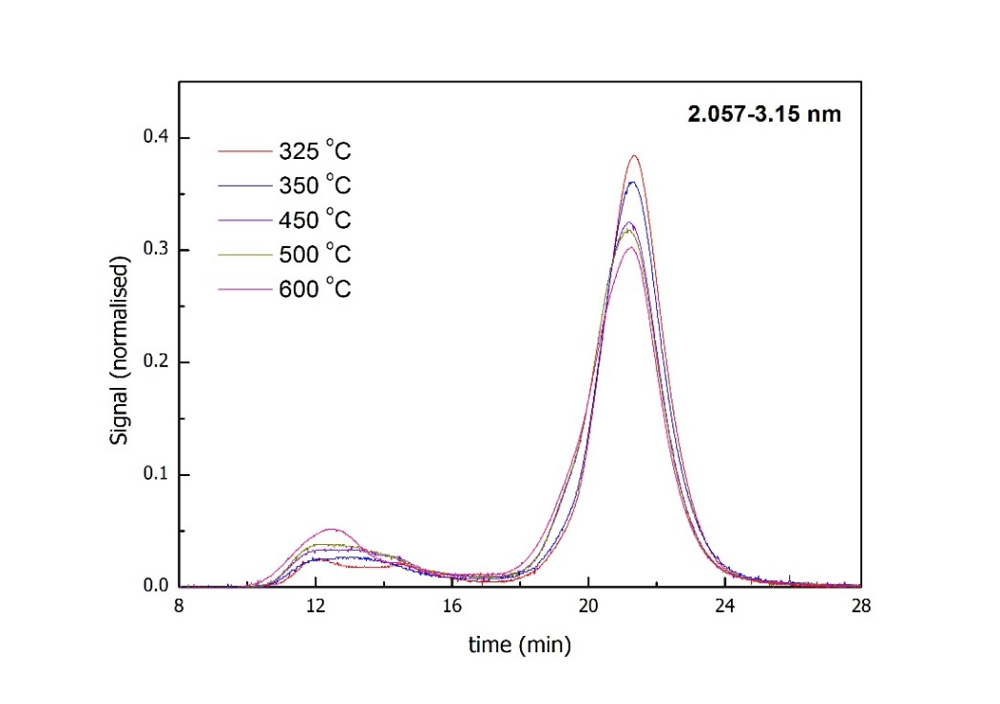 2.057-3.15 nm
325 °C
350 °C
450 °C
500 °C
600 °C
0.4
0.3
0.2
0.1
0.0
Signal (normalised)
8 12 16 20 24 28
time (min)